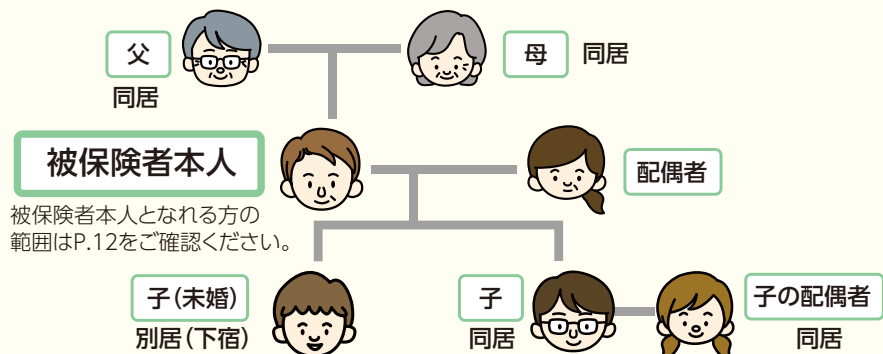 父
同居
母
同居
被保険者本人
被保険者本人となれる方の
範囲はP.12をご確認ください。
配偶者
子(未婚)
別居(下宿)
子
同居
子の配偶者
同居